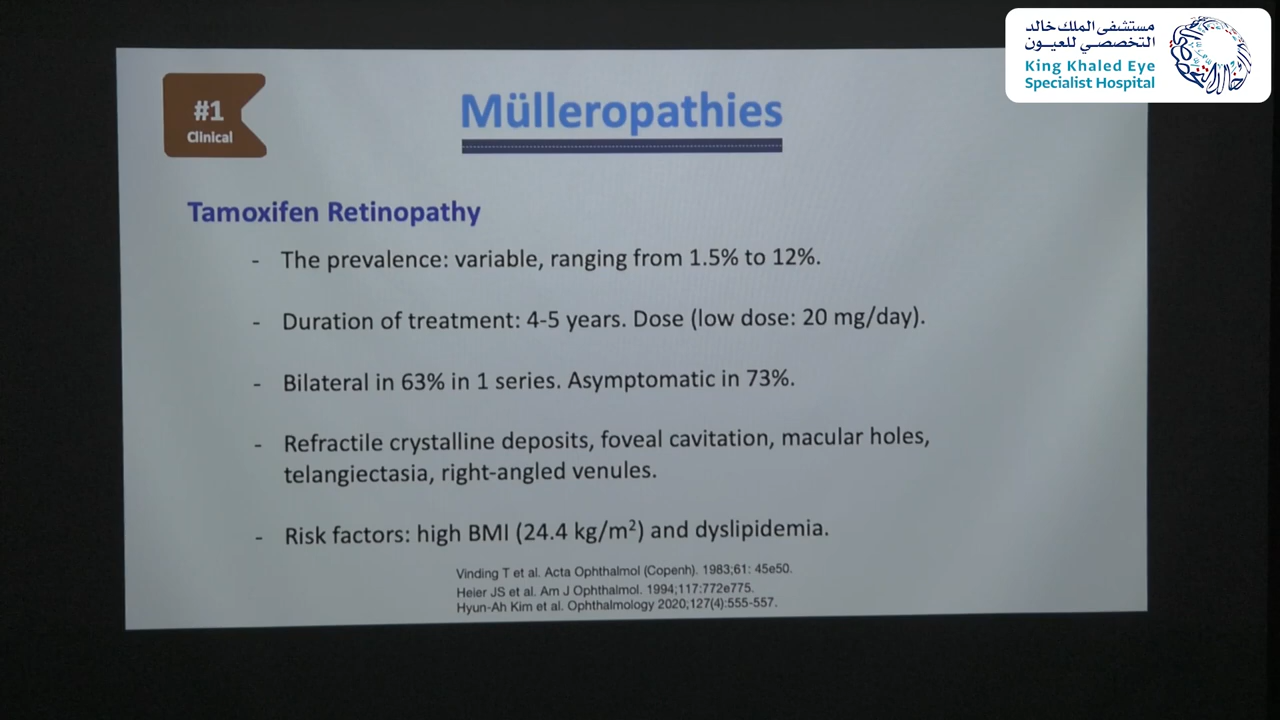 مستشفى الملك خالد
التخصصي للعيون
King Khaled Eye
Specialist Hospital
#1
Clinical
Mülleropathies
Tamoxifen Retinopathy
- The prevalence: variable, ranging from 1.5% to 12%.
- Duration of treatment: 4-5 years. Dose (low dose: 20 mg/day).
- Bilateral in 63% in 1 series. Asymptomatic in 73%.
- Refractile crystalline deposits, foveal cavitation, macular holes,
telangiectasia, right-angled venules.
- Risk factors: high BMI (24.4 kg/m²) and dyslipidemia.
Vinding T et al. Acta Ophthalmol (Copenh). 1983;61: 45e50.
Heier JS et al. Am J Ophthalmol. 1994;117:772e775.
Hyun-Ah Kim et al. Ophthalmology 2020;127(4):555-557.